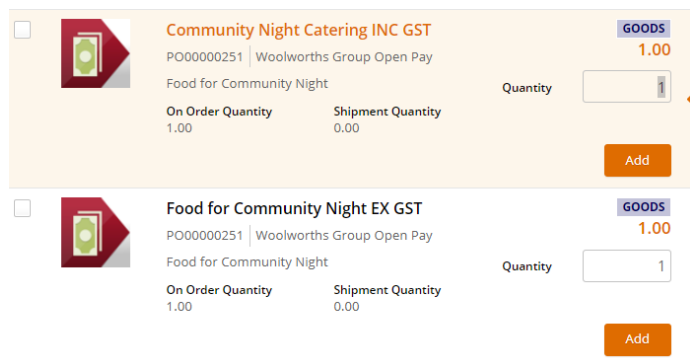 Community Night Catering INC GST
GOODS
PO00000251 Woolworths Group Open Pay
1.00
Food for Community Night
Quantity
1
On Order Quantity Shipment Quantity
1.00 0.00
Add
Food for Community Night EX GST
GOODS
PO00000251 Woolworths Group Open Pay
1.00
Food for Community Night
Quantity
1
On Order Quantity Shipment Quantity
1.00 0.00
Add